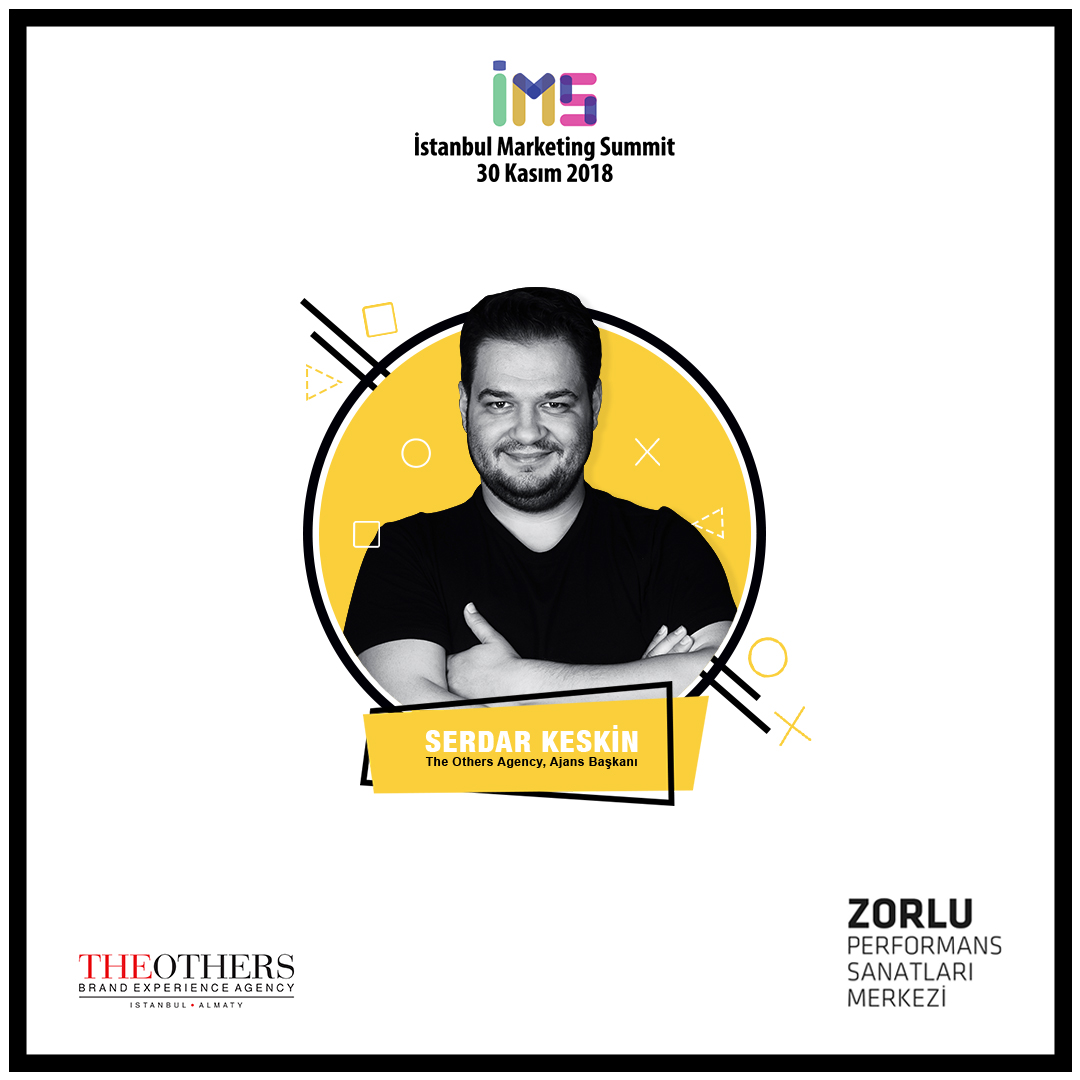 İMS
İstanbul Marketing Summit
30 Kasım 2018
SERDAR KESKİN
The Others Agency, Ajans Başkanı
THEOTHERS
BRAND EXPERIENCE AGENCY
ISTANBUL • ALMATY
ZORLU
PERFORMANS
SANATLARI
MERKEZİ